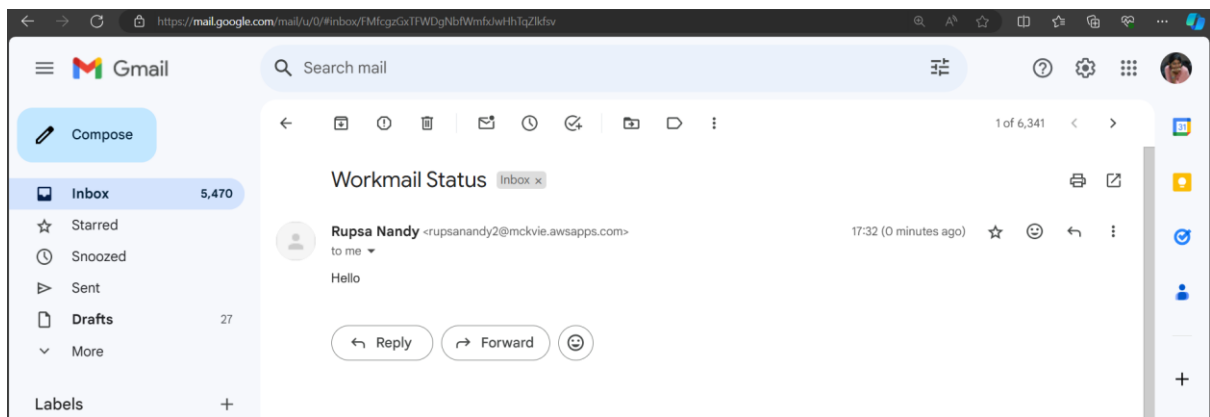 https://mail.google.com/mail/u/0/#inbox/FMfcgzGxTFWDgNbfWmfxJwHhTqZlkfsv
Gmail
Search mail
Compose
1 of 6,341
31
Workmail Status Inbox ×
Inbox 5,470
Starred
Rupsa Nandy <rupsanandy2@mckvie.awsapps.com> 17:32 (0 minutes ago)
to me
Snoozed
Hello
Sent
Drafts 27
Reply Forward
More
Labels +